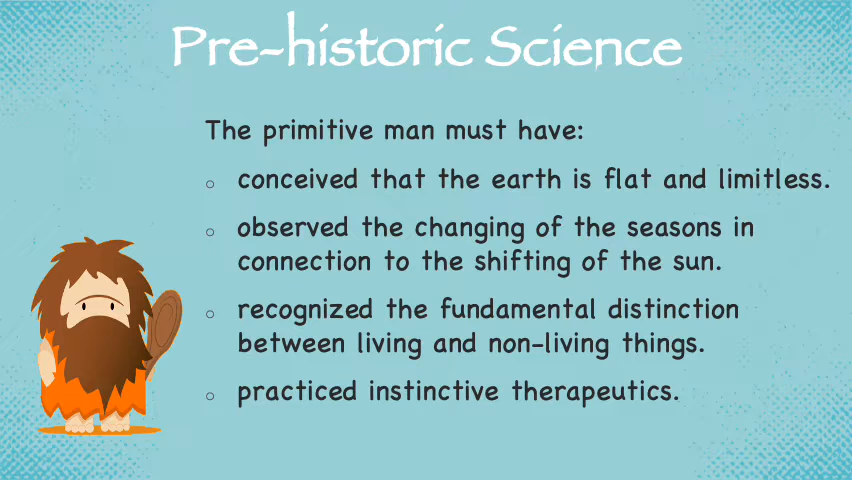 Pre-historic Science
The primitive man must have:
○ conceived that the earth is flat and limitless.
○ observed the changing of the seasons in
connection to the shifting of the sun.
○ recognized the fundamental distinction
between living and non-living things.
○ practiced instinctive therapeutics.